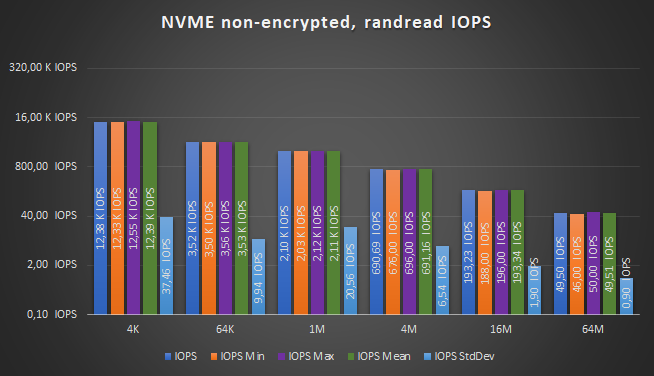 NVME non-encrypted, randread IOPS
320,00 K IOPS
16,00 K IOPS
800,00 IOPS
40,00 IOPS
2,00 IOPS
0,10 IOPS
12,38 K IOPS
12,33 K IOPS
12,55 K IOPS
12,39 K IOPS
37,46 IOPS
3,52 K IOPS
3,50 K IOPS
3,56 K IOPS
3,53 K IOPS
9,94 IOPS
2,10 K IOPS
2,03 K IOPS
2,12 K IOPS
2,11 K IOPS
20,56 IOPS
690,69 IOPS
676,00 IOPS
696,00 IOPS
691,16 IOPS
6,54 IOPS
193,23 IOPS
188,00 IOPS
196,00 IOPS
193,34 IOPS
1,90 IOPS
49,50 IOPS
46,00 IOPS
50,00 IOPS
49,51 IOPS
0,90 IOPS
4K 64K 1M 4M 16M 64M
IOPS IOPS Min IOPS Max IOPS Mean IOPS StdDev